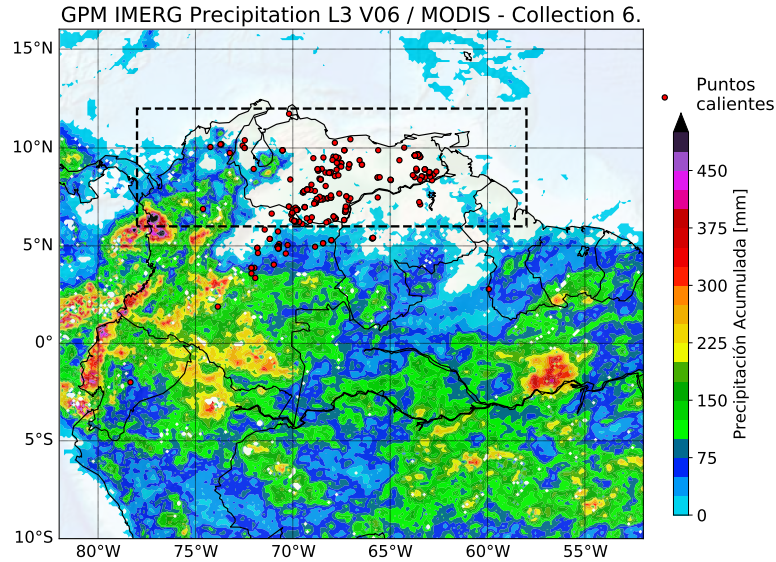 GPM IMERG Precipitation L3 V06 / MODIS - Collection 6.
15°N
10°N
5°N
0°
5°S
10°S
80°W
75°W
70°W
65°W
60°W
55°W
Puntos
calientes
450
375
300
225
150
75
0
Precipitación Acumulada [mm]